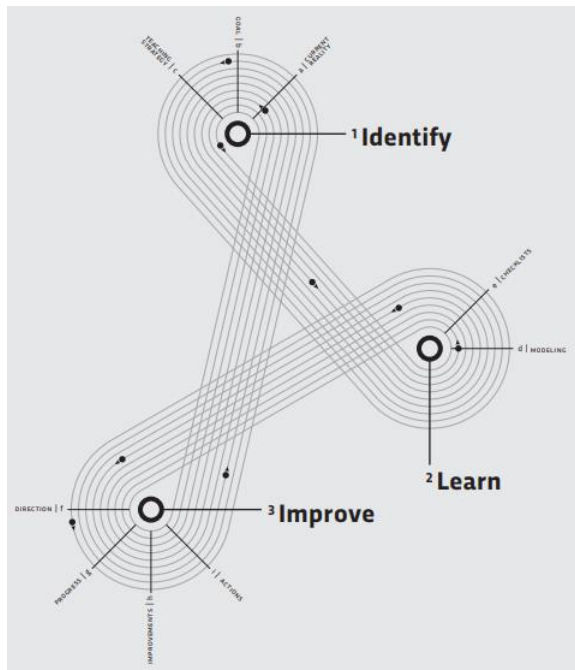 GOAL | b
TEACHING
STRATEGY | c
a | CURRENT
REALITY
1 Identify
e | CHECKLISTS
d | MODELING
2 Learn
DIRECTION | f
3 Improve
PROGRESS | g
i | ACTIONS
IMPROVEMENTS | h